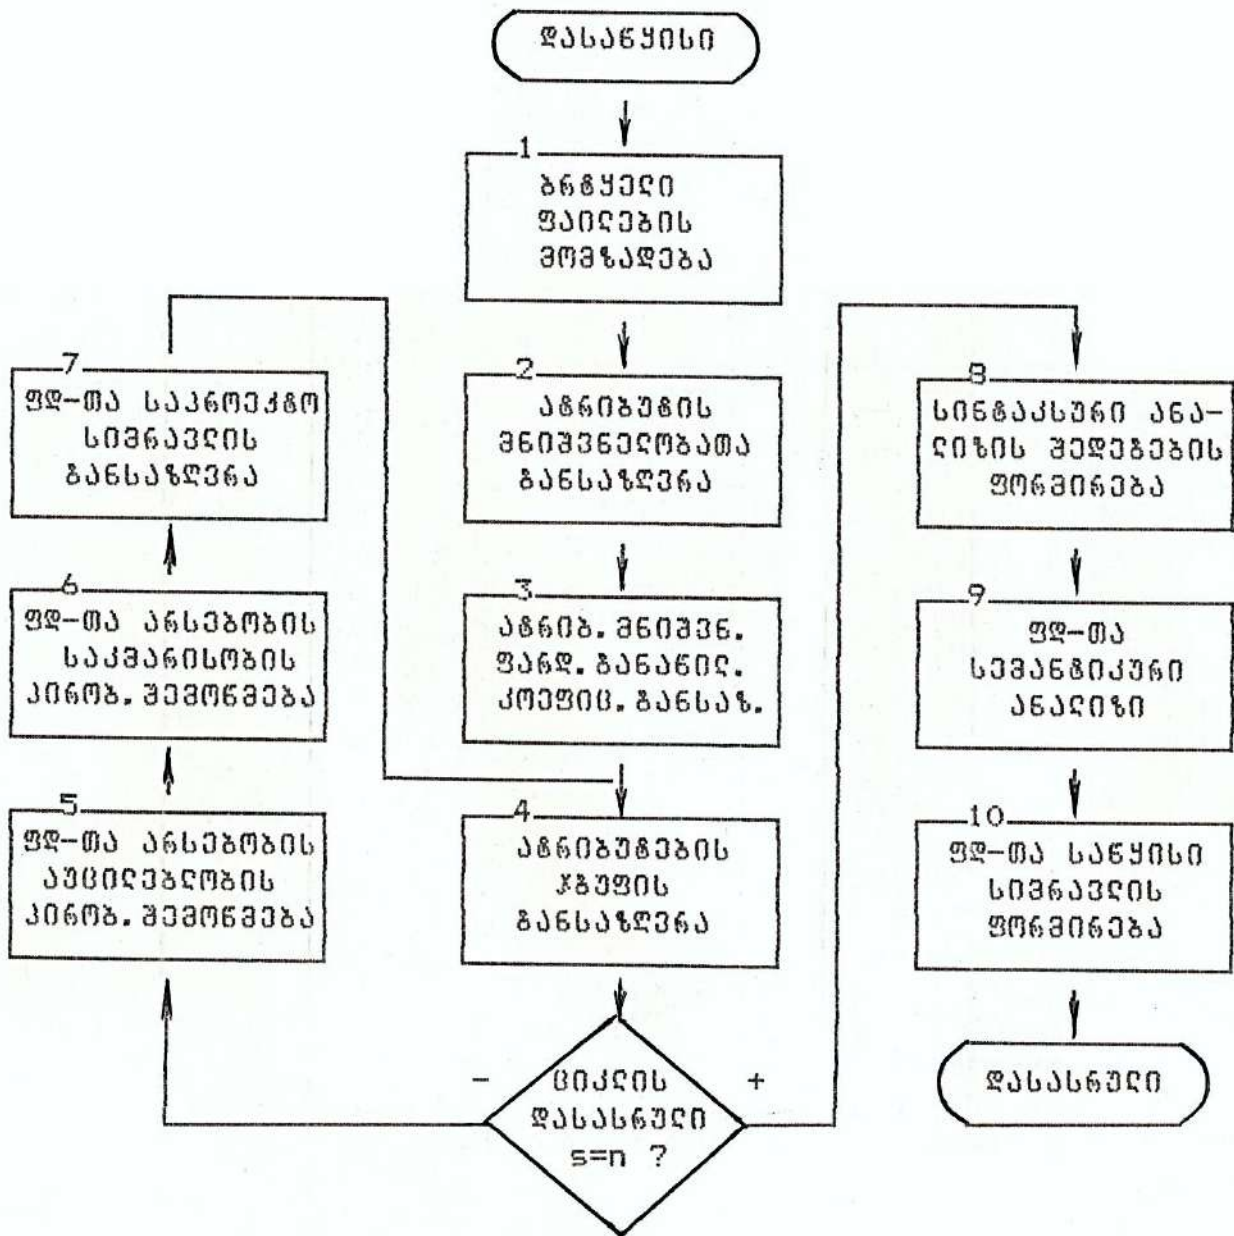 დასაწყისი
1
ბრტყელი
ფაილების
მომზადება
2
ატრიბუტის
მნიშვნელობათა
განსაზღვრა
3
ატრიბ. მნიშვნ.
ფარდ. განაწილ.
კოეფიც. განსაზ.
4
ატრიბუტების
ჯგუფის
განსაზღვრა
ციკლის
დასასრული
s=n ?
-
+
5
ფდ-თა არსებობის
აუცილებლობის
პირობ. შემოწმება
6
ფდ-თა არსებობის
საკმარისობის
პირობ. შემოწმება
7
ფდ-თა საპროექტო
სიმრავლის
განსაზღვრა
8
სინტაქსური ანა-
ლიზის შედეგების
ფორმირება
9
ფდ-თა
სემანტიკური
ანალიზი
10
ფდ-თა საწყისი
სიმრავლის
ფორმირება
დასასრული